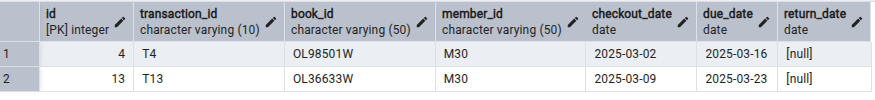 id transaction_id book_id member_id checkout_date due_date return_date
[PK] integer character varying (10) character varying (50) character varying (50) date date date
1 4 T4 OL98501W M30 2025-03-02 2025-03-16 [null]
2 13 T13 OL36633W M30 2025-03-09 2025-03-23 [null]